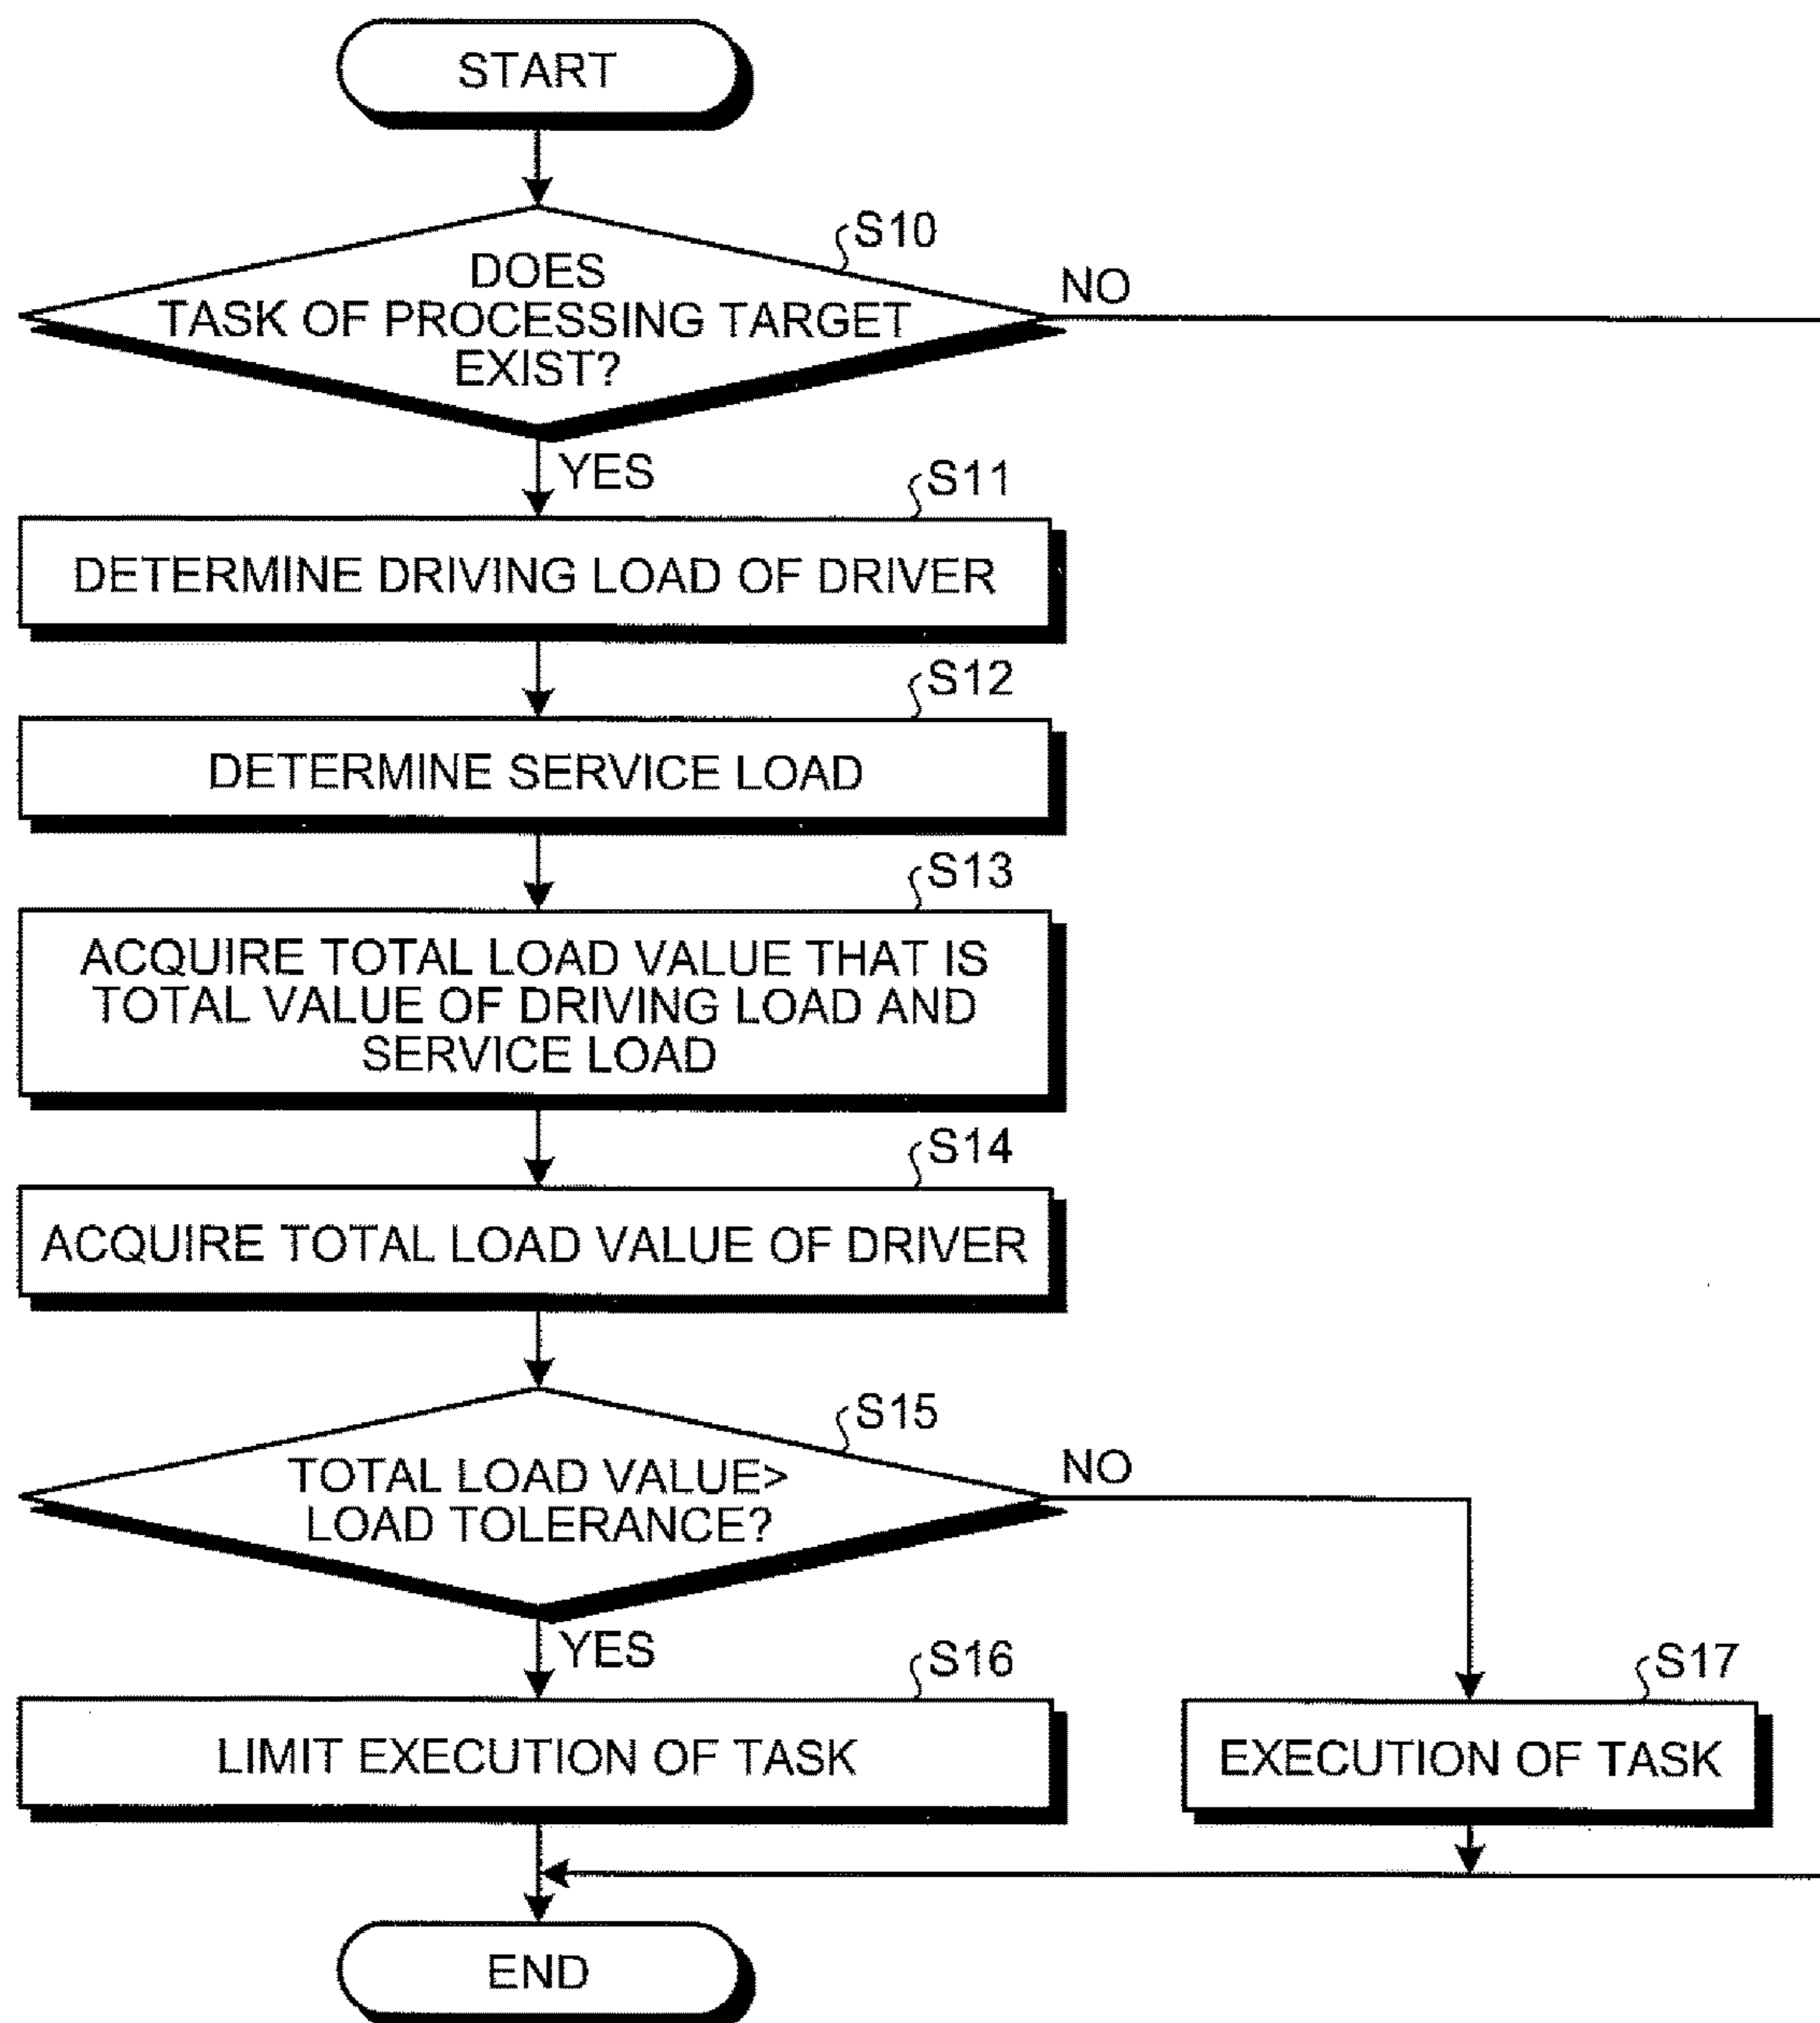 START
S10
DOES
TASK OF PROCESSING TARGET
EXIST?
NO
YES
S11
DETERMINE DRIVING LOAD OF DRIVER
S12
DETERMINE SERVICE LOAD
S13
ACQUIRE TOTAL LOAD VALUE THAT IS
TOTAL VALUE OF DRIVING LOAD AND
SERVICE LOAD
S14
ACQUIRE TOTAL LOAD VALUE OF DRIVER
S15
TOTAL LOAD VALUE>
LOAD TOLERANCE?
NO
YES
S16
LIMIT EXECUTION OF TASK
S17
EXECUTION OF TASK
END